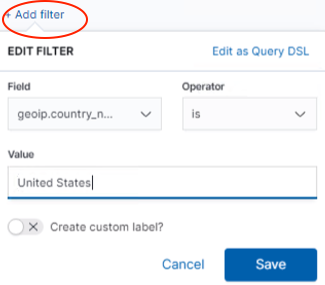 + Add filter
EDIT FILTER Edit as Query DSL
Field Operator
geoip.country_n... is
Value
United States
Create custom label?
Cancel Save